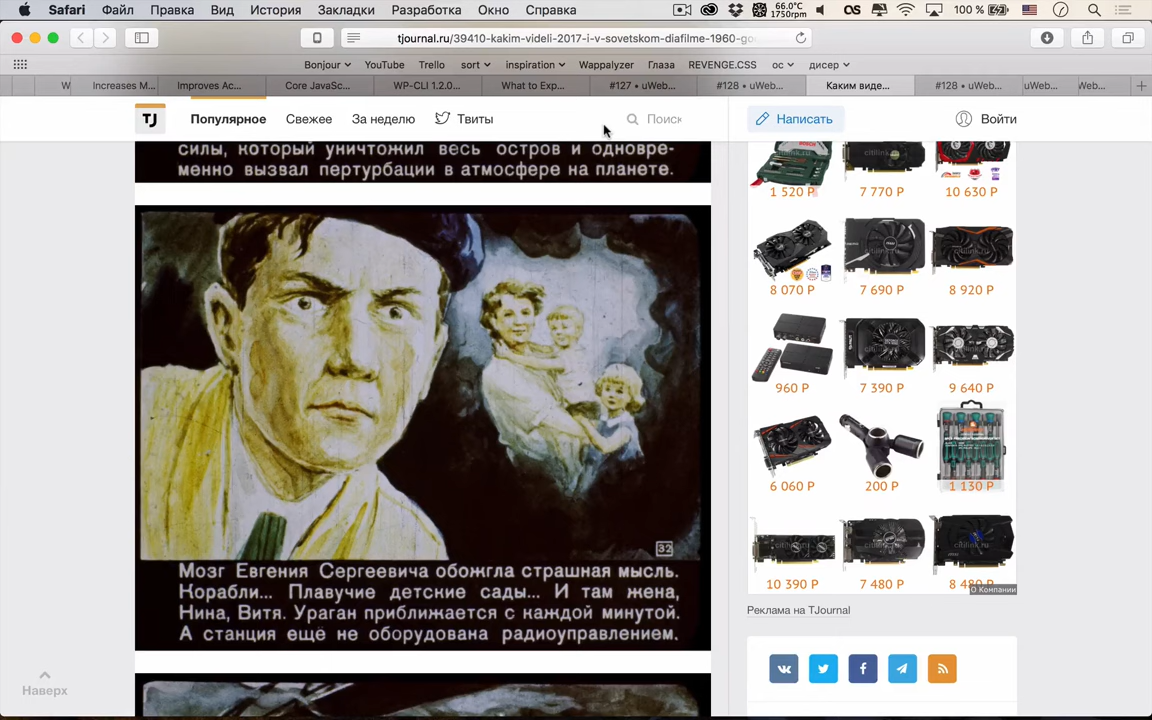 Safari Файл Правка Вид История Закладки Разработка Окно Справка
66.0°C
1750rpm
100 %
tjournal.ru/39410-kakim-videli-2017-i-v-sovetskom-diafilme-1960-go
Bonjour YouTube Trello sort inspiration Wappalyzer Глаза REVENGE.CSS ос дисер
W Increases M... Improves Ac... Core JavaSc... WP-CLI 1.2.0... What to Exp... #127 • uWeb... #128 • uWeb... Каким виде... #128 • uWeb... uWeb... Web...
TJ Популярное Свежее За неделю Твиты Поиск Написать Войти
силы, который уничтожил весь остров и одновре-
менно вызвал пертурбации в атмосфере на планете.
32
Мозг Евгения Сергеевича обожгла страшная мысль.
Корабли... Плавучие детские сады... И там жена,
Нина, Витя. Ураган приближается с каждой минутой.
А станция ещё не оборудована радиоуправлением.
Наверх
1 520 Р 7 770 Р 10 630 Р
8 070 Р 7 690 Р 8 920 Р
960 Р 7 390 Р 9 640 Р
6 060 Р 200 Р 1 130 Р
10 390 Р 7 480 Р 8 480 Р
О Компании
Реклама на TJournal